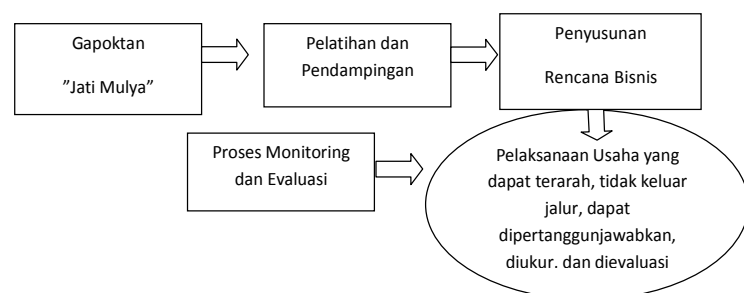 Gapoktan
”Jati Mulya”
Pelatihan dan
Pendampingan
Penyusunan
Rencana Bisnis
Proses Monitoring
dan Evaluasi
Pelaksanaan Usaha yang
dapat terarah, tidak keluar
jalur, dapat
dipertanggunjawabkan,
diukur. dan dievaluasi